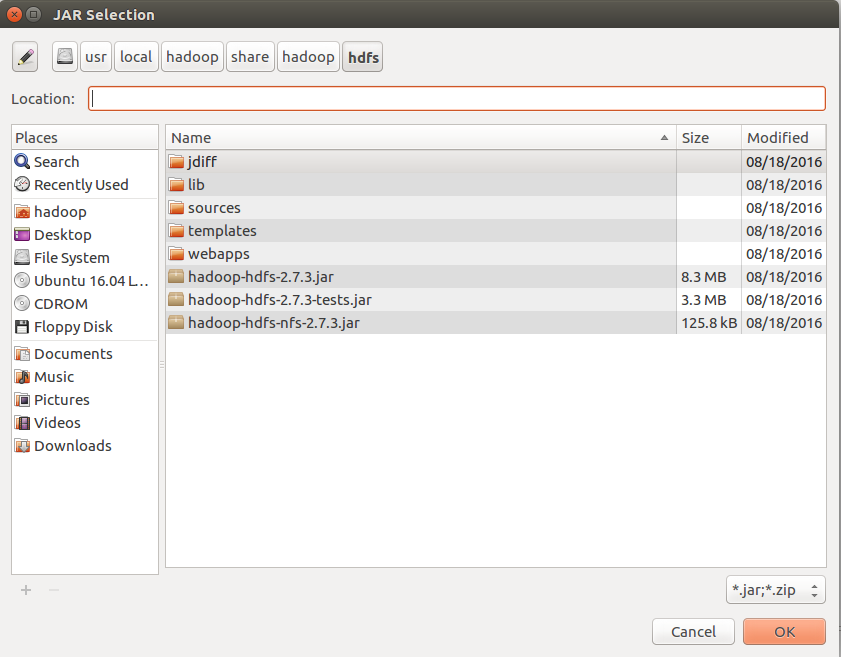 JAR Selection
usr local hadoop share hadoop hdfs
Location:
Places
Search
Recently Used
hadoop
Desktop
File System
Ubuntu 16.04 L...
CDROM
Floppy Disk
Documents
Music
Pictures
Videos
Downloads
Name Size Modified
jdiff 08/18/2016
lib 08/18/2016
sources 08/18/2016
templates 08/18/2016
webapps 08/18/2016
hadoop-hdfs-2.7.3.jar 8.3 MB 08/18/2016
hadoop-hdfs-2.7.3-tests.jar 3.3 MB 08/18/2016
hadoop-hdfs-nfs-2.7.3.jar 125.8 kB 08/18/2016
*.jar;*.zip
Cancel OK